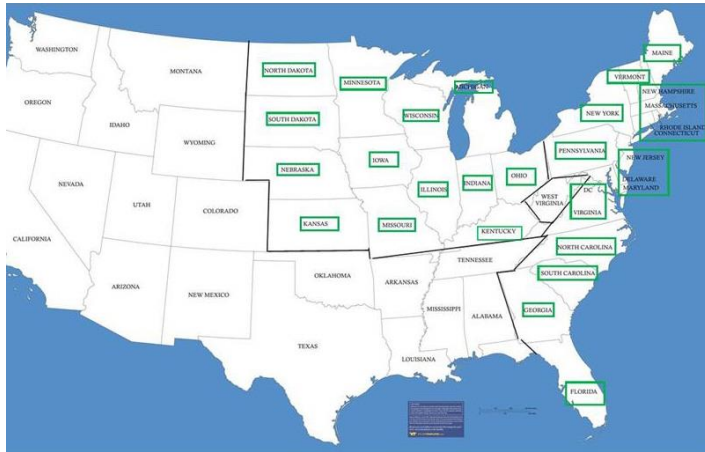 WASHINGTON
MONTANA
NORTH DAKOTA
MINNESOTA
MICHIGAN
MAINE
VERMONT
NEW HAMPSHIRE
OREGON
IDAHO
WYOMING
SOUTH DAKOTA
WISCONSIN
NEW YORK
MASSACHUSETTS
RHODE ISLAND
CONNECTICUT
NEVADA
UTAH
COLORADO
NEBRASKA
IOWA
ILLINOIS
INDIANA
OHIO
PENNSYLVANIA
NEW JERSEY
DELAWARE
MARYLAND
DC
WEST
VIRGINIA
VIRGINIA
CALIFORNIA
KANSAS
MISSOURI
KENTUCKY
NORTH CAROLINA
TENNESSEE
SOUTH CAROLINA
ARIZONA
NEW MEXICO
OKLAHOMA
ARKANSAS
MISSISSIPPI
ALABAMA
GEORGIA
TEXAS
LOUISIANA
FLORIDA